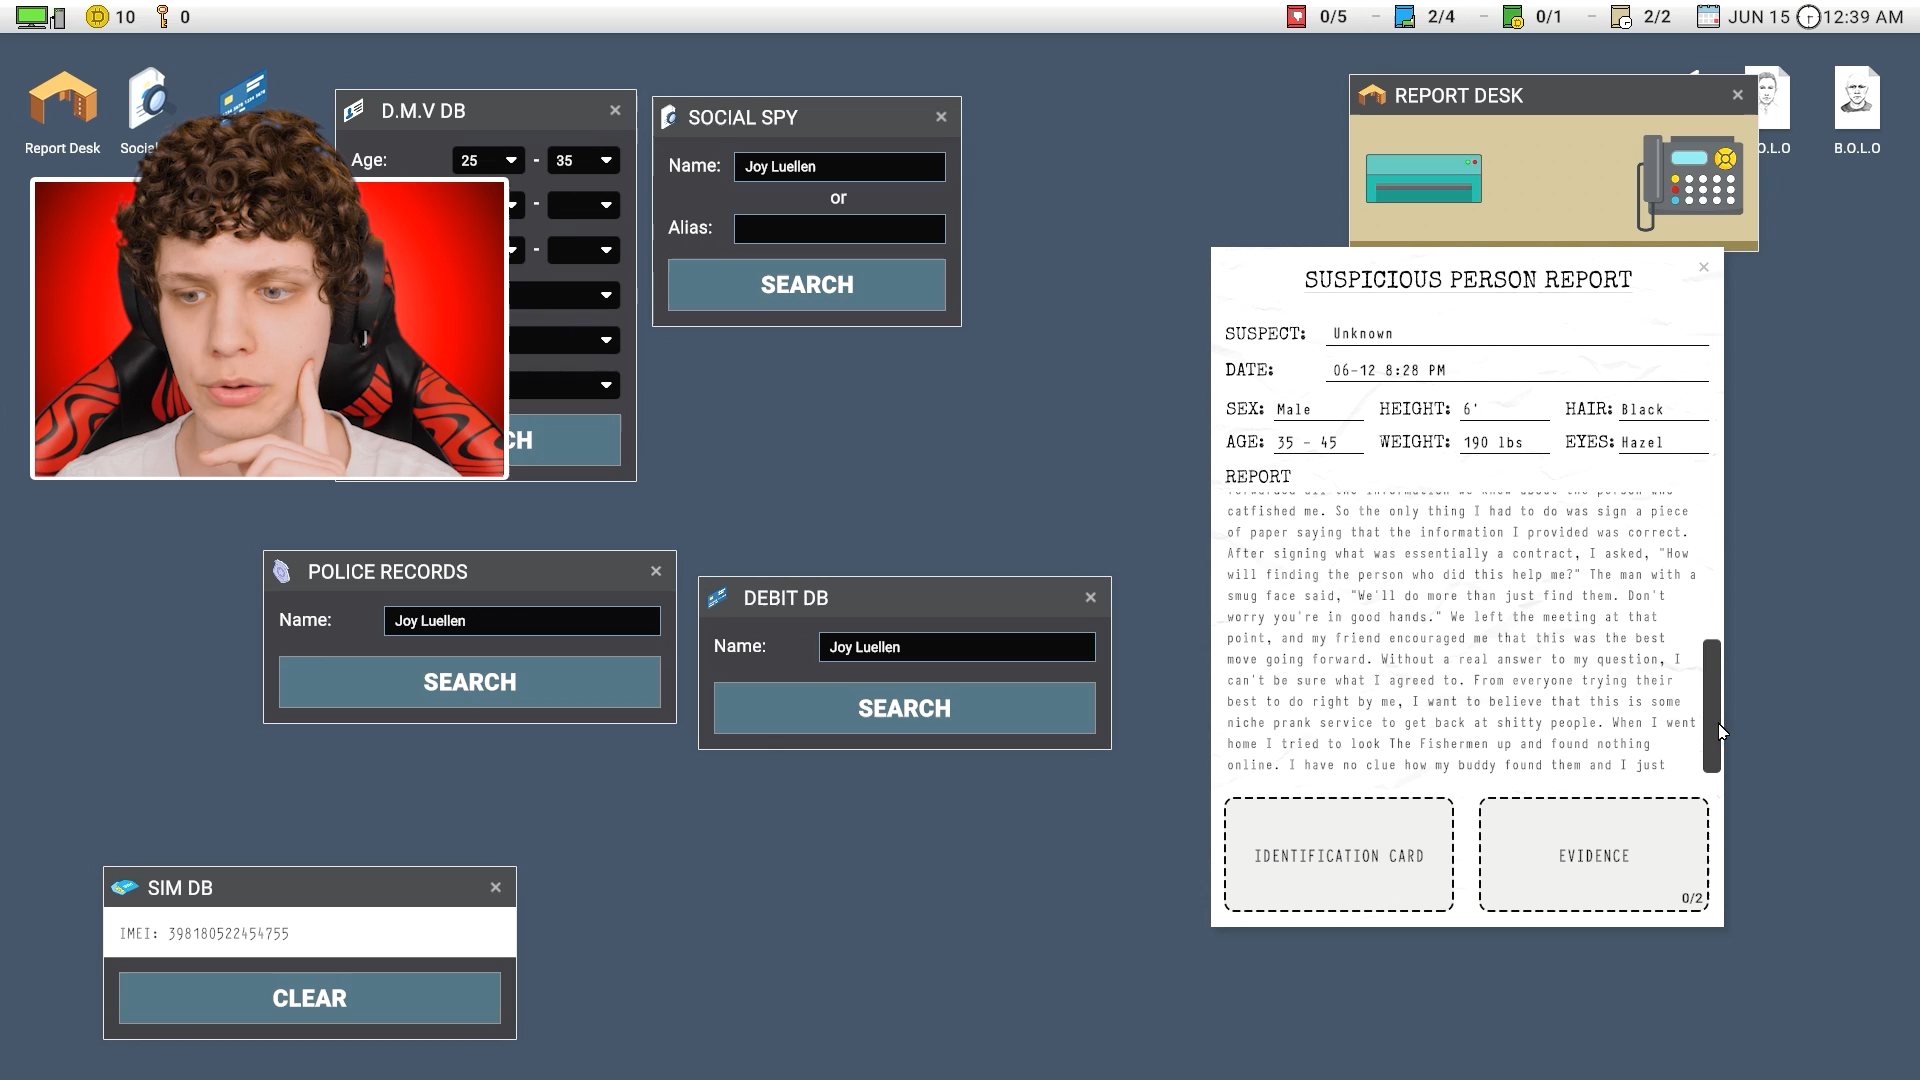 10
0
0/5
2/4
0/1
2/2
JUN 15
12:39 AM
Report Desk
B.O.L.O
D.M.V DB
Age:
25
-
35
-
-
SOCIAL SPY
Name:
Joy Luellen
or
Alias:
SEARCH
REPORT DESK
SUSPICIOUS PERSON REPORT
SUSPECT: Unknown
DATE: 06-12 8:28 PM
SEX: Male HEIGHT: 6' HAIR: Black
AGE: 35 - 45 WEIGHT: 190 lbs EYES: Hazel
REPORT
catfished me. So the only thing I had to do was sign a piece
of paper saying that the information I provided was correct.
After signing what was essentially a contract, I asked, "How
will finding the person who did this help me?" The man with a
smug face said, "We'll do more than just find them. Don't
worry you're in good hands." We left the meeting at that
point, and my friend encouraged me that this was the best
move going forward. Without a real answer to my question, I
can't be sure what I agreed to. From everyone trying their
best to do right by me, I want to believe that this is some
niche prank service to get back at shitty people. When I went
home I tried to look The Fishermen up and found nothing
online. I have no clue how my buddy found them and I just
IDENTIFICATION CARD
EVIDENCE
0/2
POLICE RECORDS
Name:
Joy Luellen
SEARCH
DEBIT DB
Name:
Joy Luellen
SEARCH
SIM DB
IMEI: 398180522454755
CLEAR